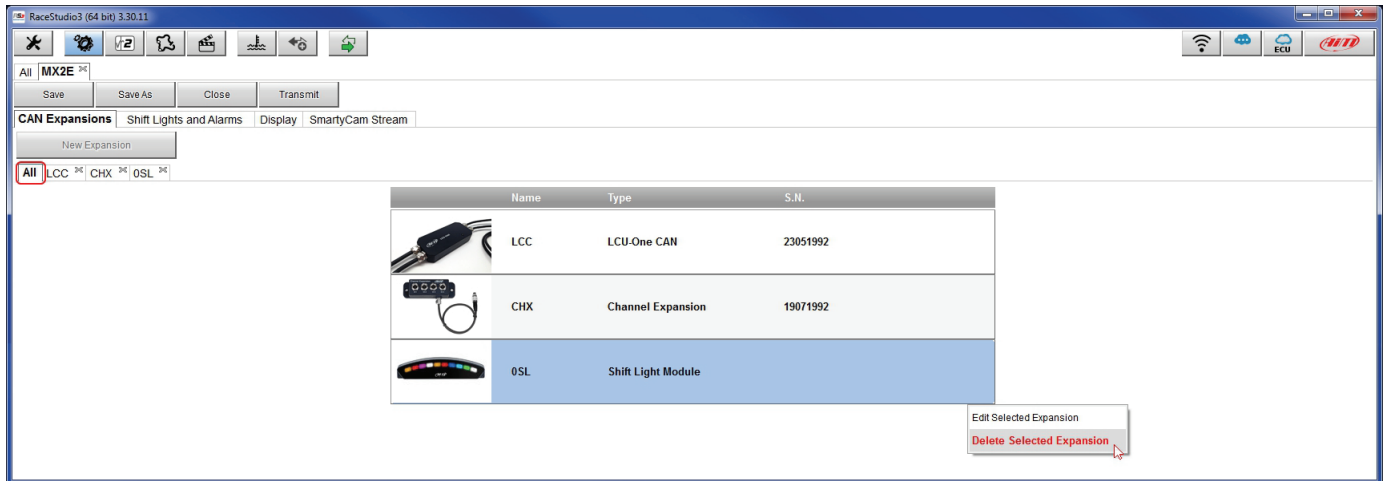 RaceStudio3 (64 bit) 3.30.11
ECU AiM
All MX2E
Save Save As Close Transmit
CAN Expansions Shift Lights and Alarms Display SmartyCam Stream
New Expansion
All LCC CHX 0SL
Name Type S.N.
LCC LCU-One CAN 23051992
CHX Channel Expansion 19071992
0SL Shift Light Module
Edit Selected Expansion
Delete Selected Expansion